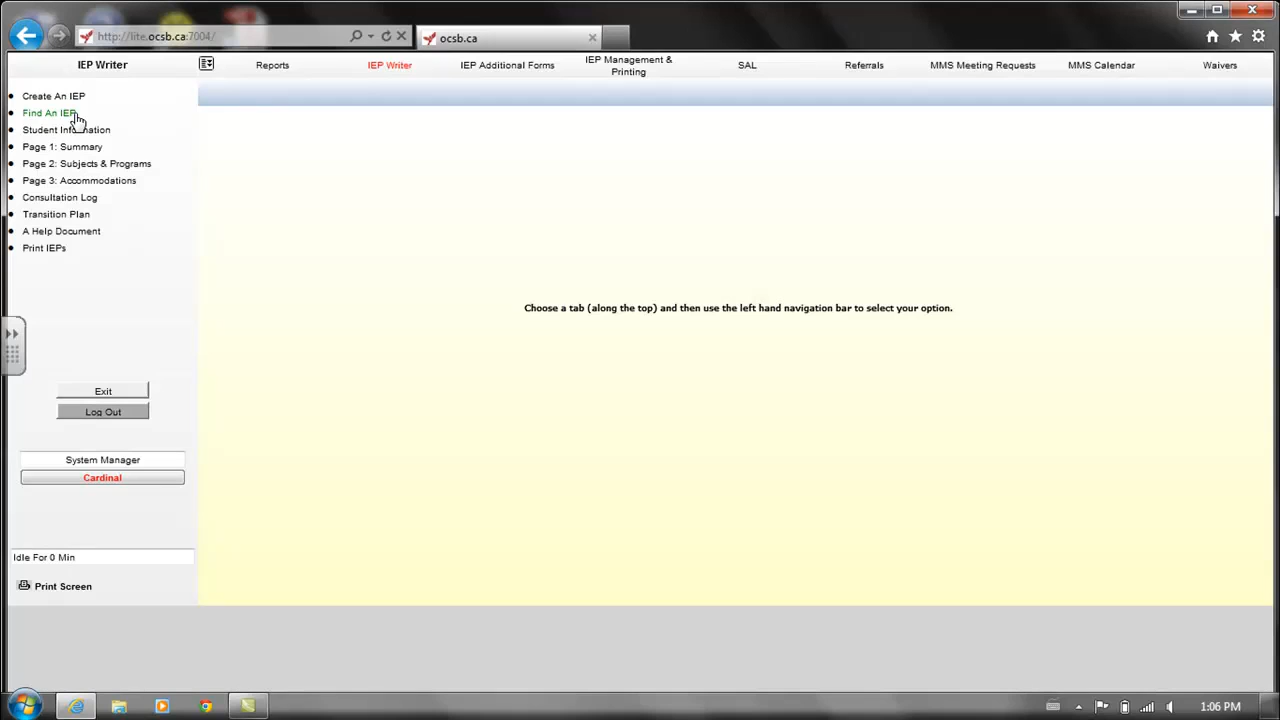 http://lite.ocsb.ca:7004/
ocsb.ca
IEP Writer
Reports
IEP Writer
IEP Additional Forms
IEP Management &
Printing
SAL
Referrals
MMS Meeting Requests
MMS Calendar
Waivers
Create An IEP
Find An IEP
Student Information
Page 1: Summary
Page 2: Subjects & Programs
Page 3: Accommodations
Consultation Log
Transition Plan
A Help Document
Print IEPs
Choose a tab (along the top) and then use the left hand navigation bar to select your option.
Exit
Log Out
System Manager
Cardinal
Idle For 0 Min
Print Screen
1:06 PM